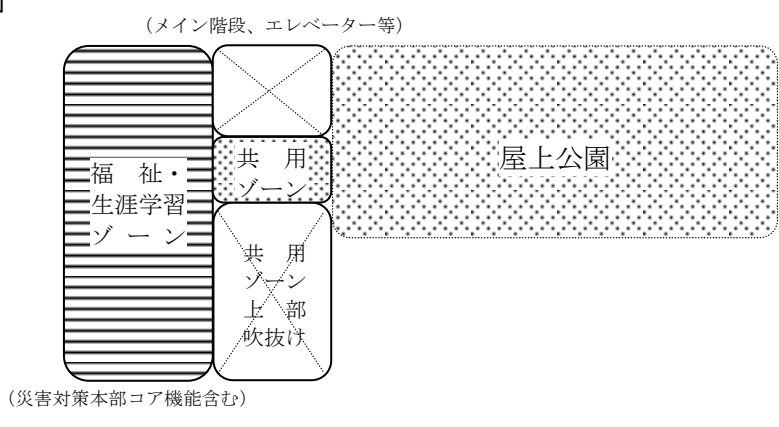 （メイン階段、エレベーター等）
福 祉・
生涯学習
ゾ ー ン
共 用
ゾーン
共 用
ゾーン
上 部
吹抜け
屋上公園
（災害対策本部コア機能含む）